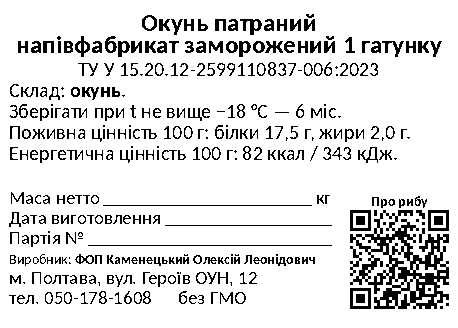 Окунь патраний
напівфабрикат заморожений 1 гатунку
ТУ У 15.20.12-2599110837-006:2023
Склад: окунь.
Зберігати при t не вище −18 °C — 6 міс.
Поживна цінність 100 г: білки 17,5 г, жири 2,0 г.
Енергетична цінність 100 г: 82 ккал / 343 кДж.
Маса нетто ______________________ кг
Дата виготовлення __________________
Партія № __________________________
Про рибу
Виробник: ФОП Каменецький Олексій Леонідович
м. Полтава, вул. Героїв ОУН, 12
тел. 050-178-1608 без ГМО